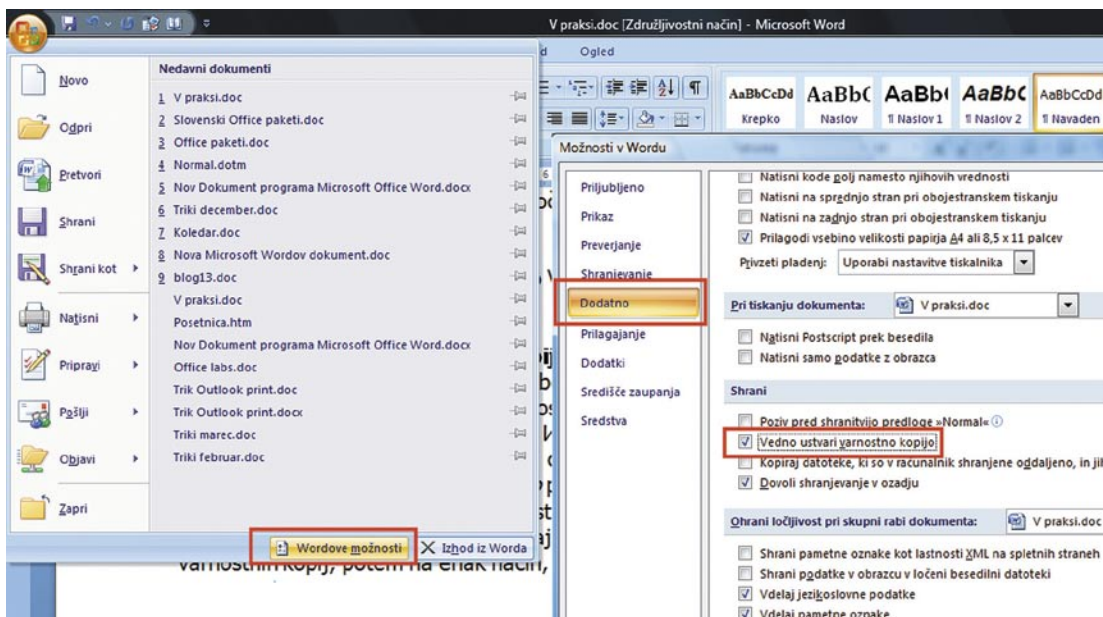 V praksi.doc [Združljivostni način] - Microsoft Word
Ogled
Novo
Odpri
Pretvori
Shrani
Shrani kot
Natisni
Pripravi
Pošlji
Objavi
Zapri
Nedavni dokumenti
1 V praksi.doc
2 Slovenski Office paketi.doc
3 Office paketi.doc
4 Normal.dotm
5 Nov Dokument programa Microsoft Office Word.docx
6 Triki december.doc
7 Koledar.doc
8 Nova Microsoft Wordov dokument.doc
9 blog13.doc
V praksi.doc
Posetnica.htm
Nov Dokument programa Microsoft Office Word.docx
Office labs.doc
Trik Outlook print.doc
Trik Outlook print.docx
Triki marec.doc
Triki februar.doc
Wordove možnosti
Izhod iz Worda
varnostnih kopij, potem na enak način,
AaBbCcDd AaBbC AaBb AaBbC AaBbCcDd
Krepko Naslov ¶ Naslov 1 ¶ Naslov 2 ¶ Navaden
Možnosti v Wordu
Priljubljeno
Prikaz
Preverjanje
Shranjevanje
Dodatno
Prilagajanje
Dodatki
Središče zaupanja
Sredstva
Natisni kode polj namesto njihovih vrednosti
Natisni na sprednjo stran pri obojestranskem tiskanju
Natisni na zadnjo stran pri obojestranskem tiskanju
Prilagodi vsebino velikosti papirja A4 ali 8,5 x 11 palcev
Privzeti pladenj: Uporabi nastavitve tiskalnika
Pri tiskanju dokumenta: V praksi.doc
Natisni Postscript prek besedila
Natisni samo podatke z obrazca
Shrani
Poziv pred shranitvijo predloge »Normal«
Vedno ustvari varnostno kopijo
Kopiraj datoteke, ki so v računalnik shranjene oddaljeno, in jih
Dovoli shranjevanje v ozadju
Ohrani ločljivost pri skupni rabi dokumenta: V praksi.doc
Shrani pametne oznake kot lastnosti XML na spletnih straneh
Shrani podatke v obrazcu v ločeni besedilni datoteki
Vdelaj jezikoslovne podatke
Vdelaj pametne oznake